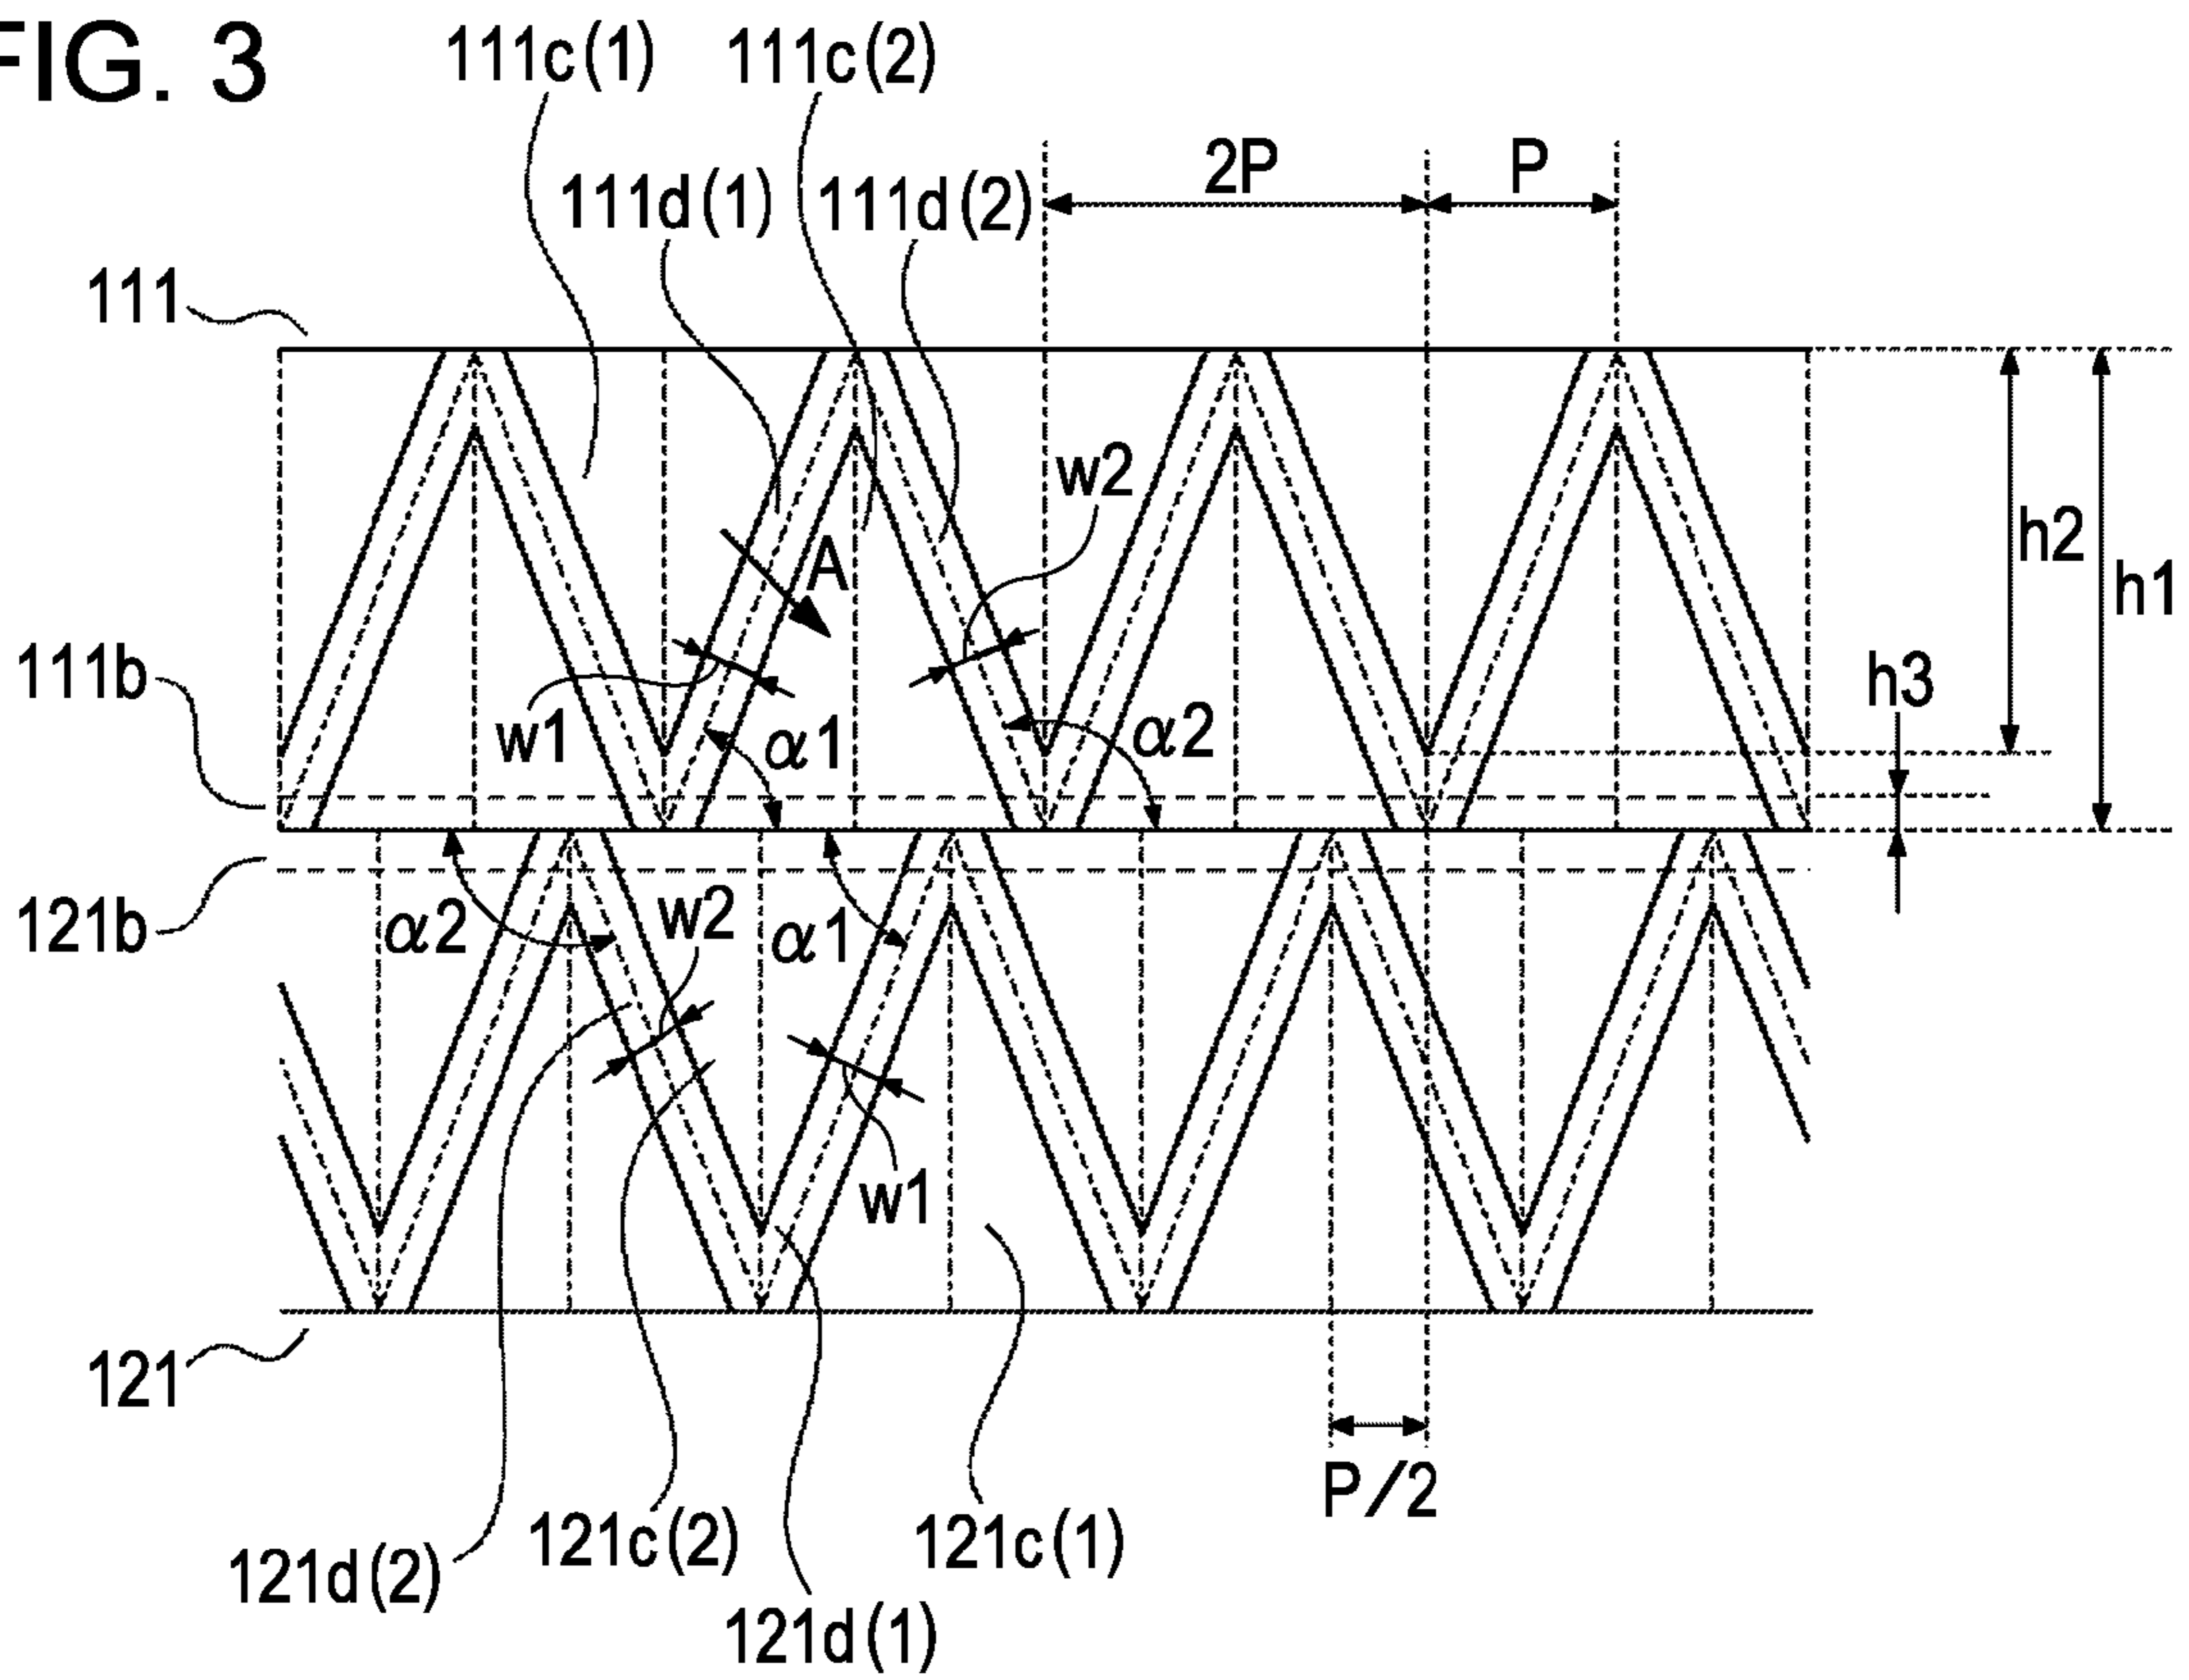 FIG. 3
111c(1)
111c(2)
111d(1)
111d(2)
2P
P
111
w2
h2
A
h1
111b
h3
w1
α1
α2
121b
α2
w2
α1
w1
121
P/2
121d(2)
121c(2)
121c(1)
121d(1)